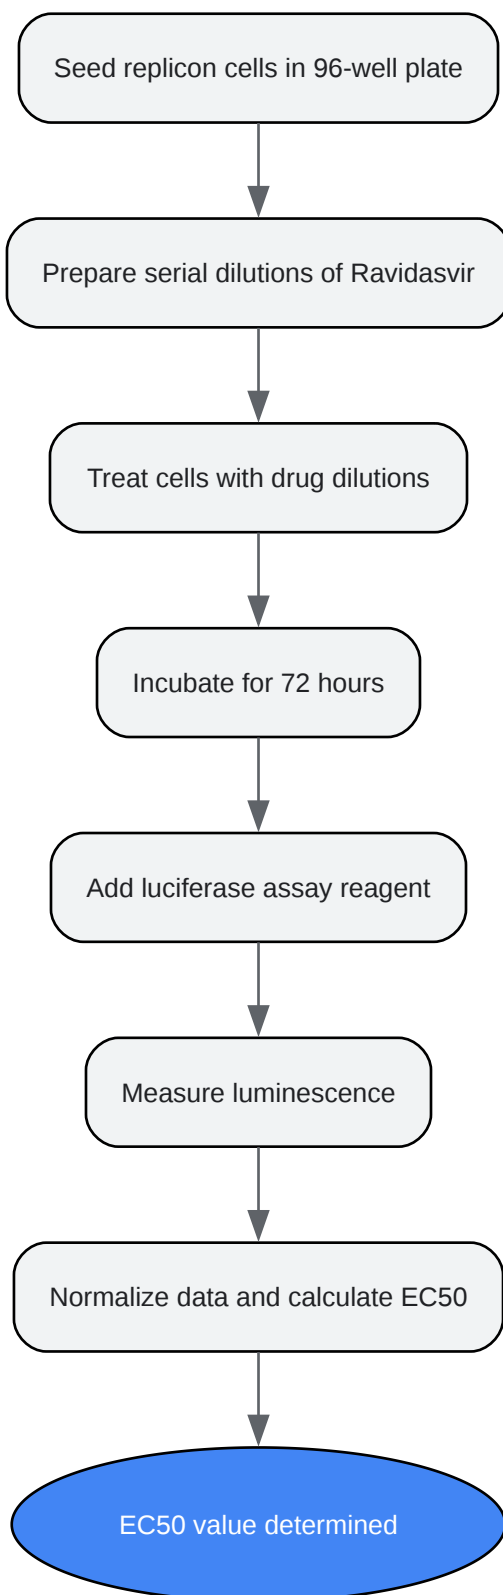 Seed replicon cells in 96-well plate
Prepare serial dilutions of Ravidasvir
Treat cells with drug dilutions
Incubate for 72 hours
Add luciferase assay reagent
Measure luminescence
Normalize data and calculate EC50
EC50 value determined